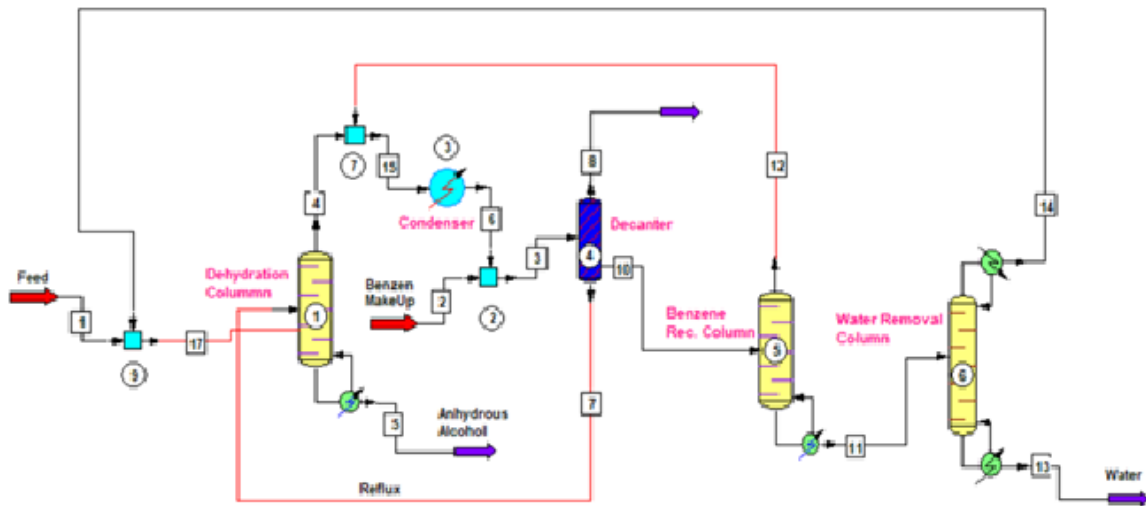 14
12
7
15
3
Condenser
6
4
8
Decanter
4
10
3
Benzen
MakeUp
2
2
Feed
1
9
17
Dehydration
Colummn
1
5
Anhydrous
Alcohol
Reflux
7
Benzene
Rec. Column
5
11
Water Removal
Column
6
13
Water